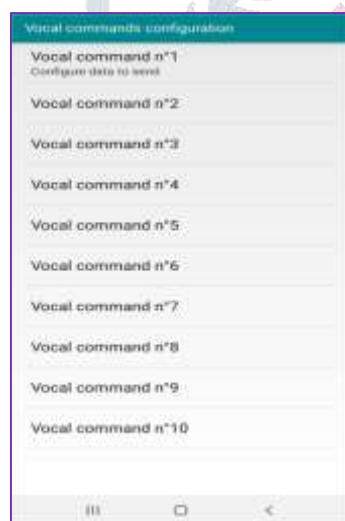 Vocal commands configuration
Vocal command n°1
Configure data to send
Vocal command n°2
Vocal command n°3
Vocal command n°4
Vocal command n°5
Vocal command n°6
Vocal command n°7
Vocal command n°8
Vocal command n°9
Vocal command n°10